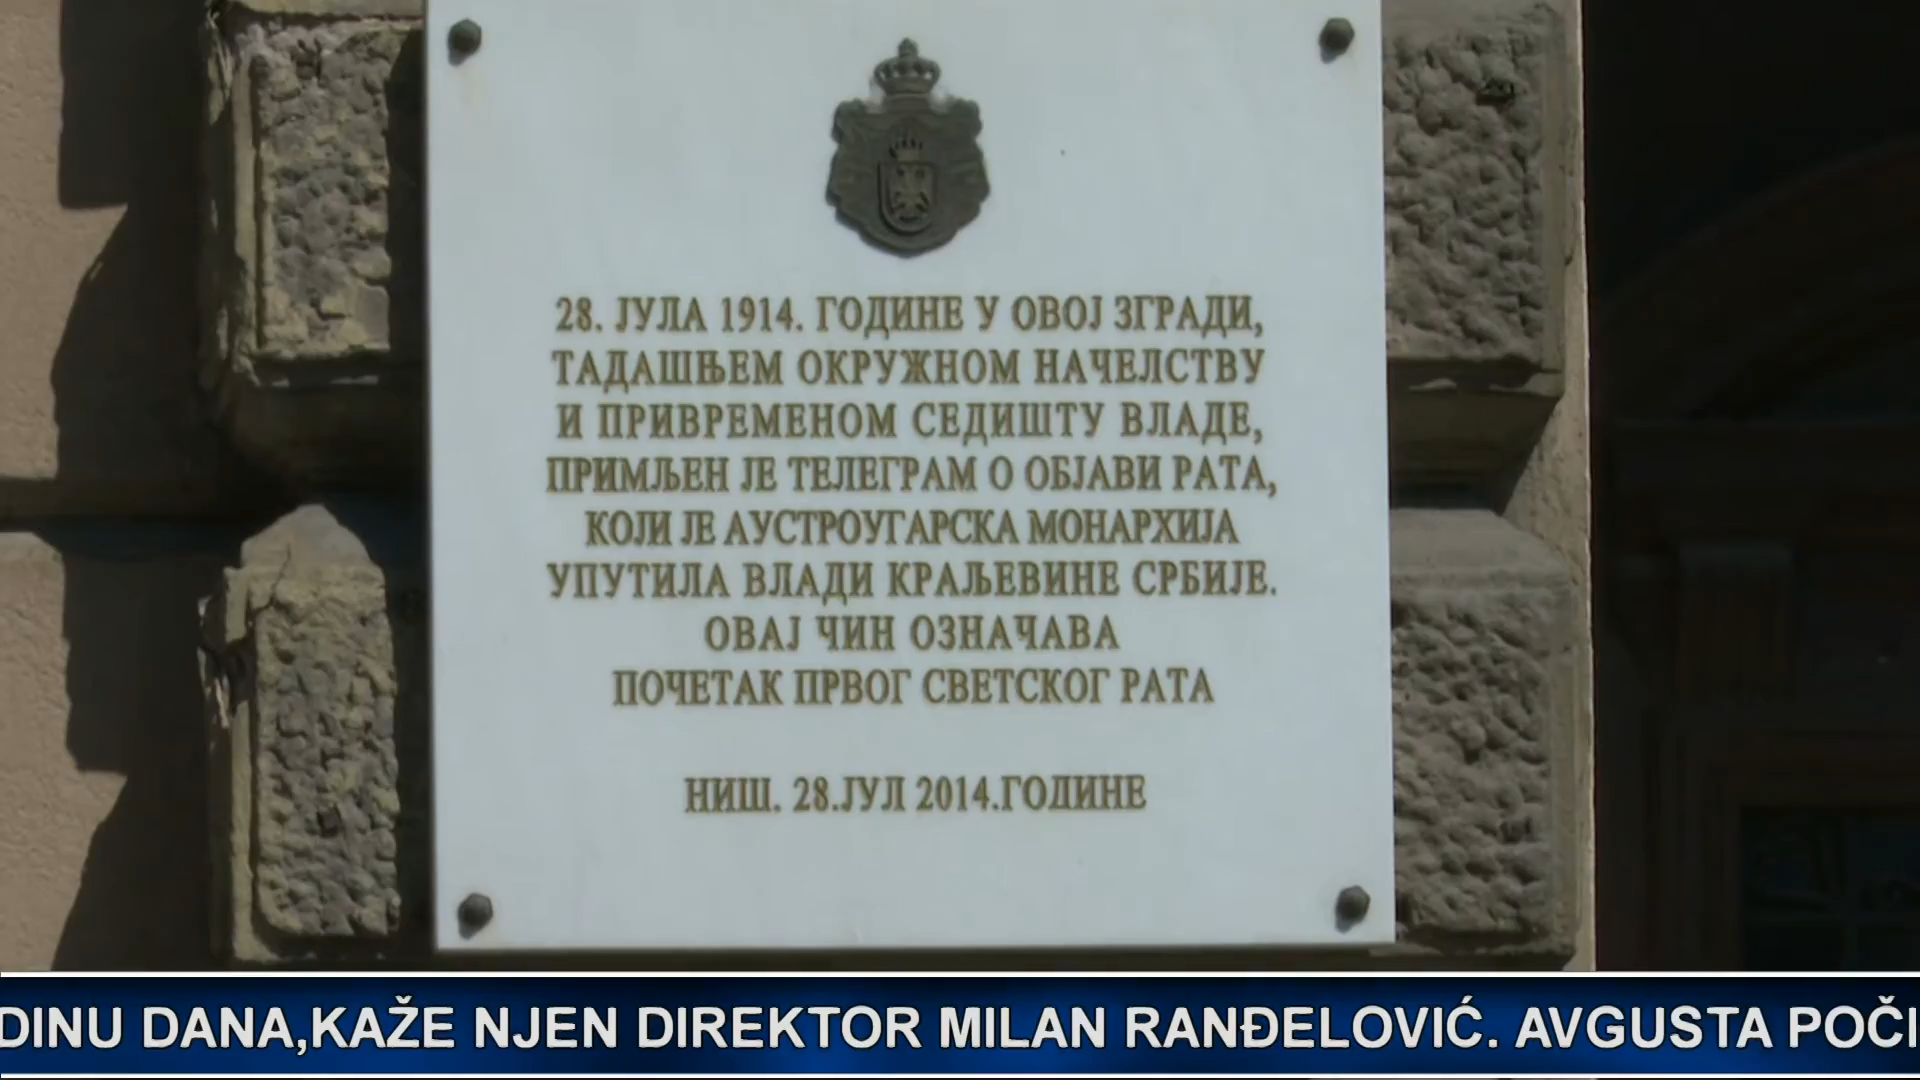 28. ЈУЛА 1914. ГОДИНЕ У ОВОЈ ЗГРАДИ,
ТАДАШЊЕМ ОКРУЖНОМ НАЧЕЛСТВУ
И ПРИВРЕМЕНОМ СЕДИШТУ ВЛАДЕ,
ПРИМЉЕН ЈЕ ТЕЛЕГРАМ О ОБЈАВИ РАТА,
КОЈИ ЈЕ АУСТРОУГАРСКА МОНАРХИЈА
УПУТИЛА ВЛАДИ КРАЉЕВИНЕ СРБИЈЕ.
ОВАЈ ЧИН ОЗНАЧАВА
ПОЧЕТАК ПРВОГ СВЕТСКОГ РАТА
НИШ. 28.ЈУЛ 2014.ГОДИНЕ
DINU DANA,KAŽE NJEN DIREKTOR MILAN RANĐELOVIĆ. AVGUSTA POČI